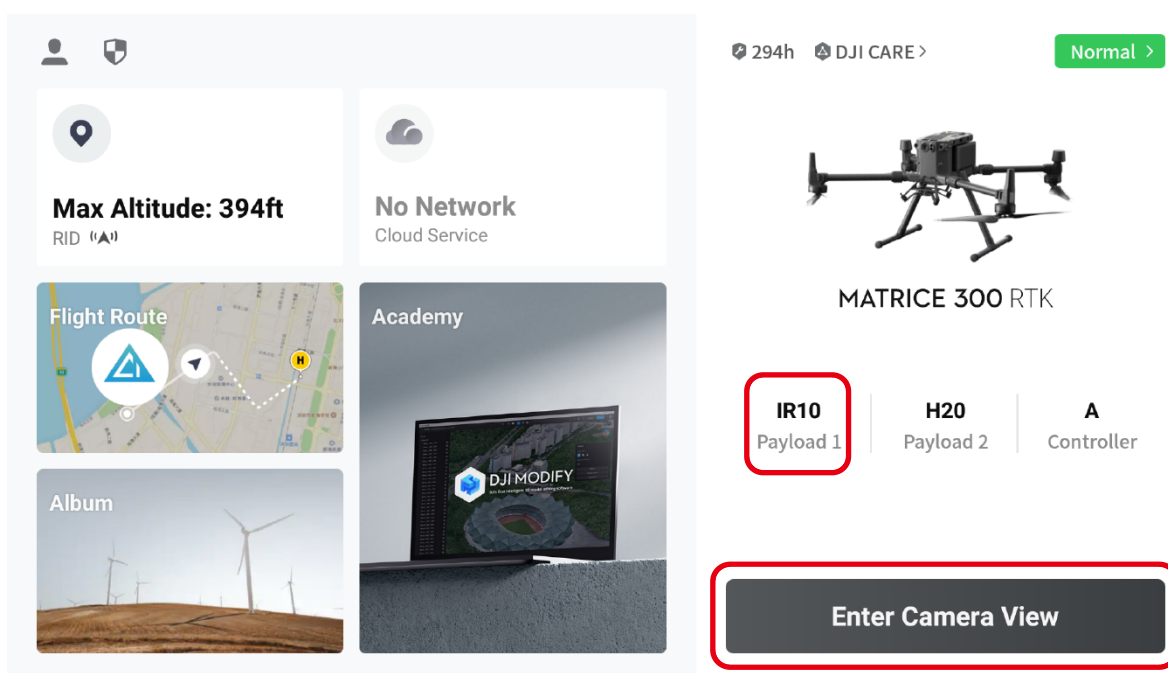 294h
DJI CARE >
Normal >
Max Altitude: 394ft
RID
No Network
Cloud Service
MATRICE 300 RTK
Flight Route
H
Academy
DJI MODIFY
IR10
Payload 1
H20
Payload 2
A
Controller
Album
Enter Camera View